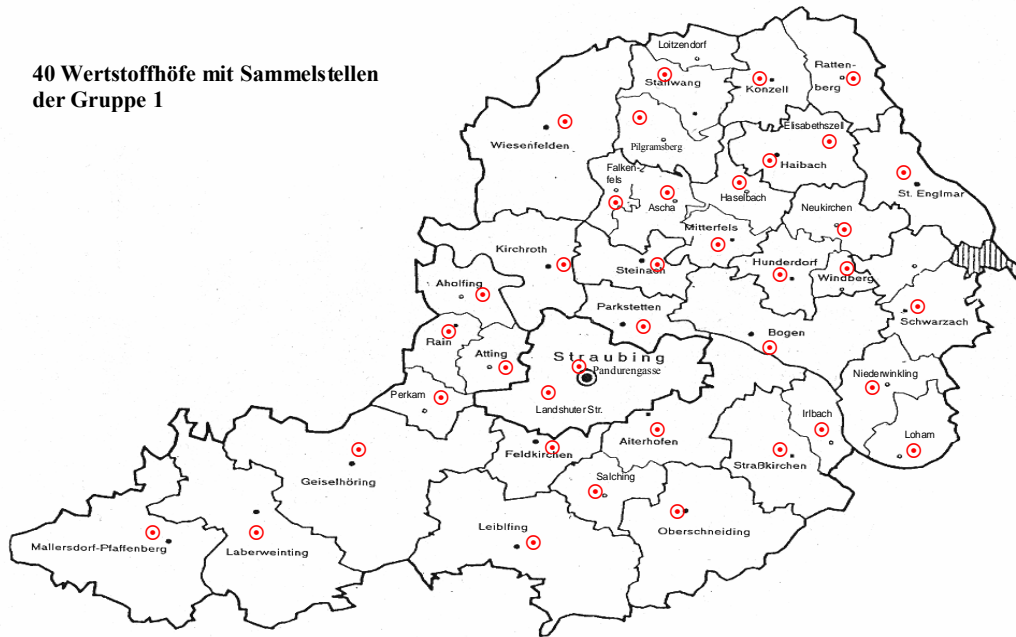 40 Wertstoffhöfe mit Sammelstellen
der Gruppe 1
Loitzendorf
Stallwang
Konzell
Ratten-
berg
Wiesenfelden
Pilgramsberg
Elisabethszell
Haibach
Falken-
fels
Ascha
Haselbach
St. Englmar
Neukirchen
Mitterfels
Kirchroth
Steinach
Hunderdorf
Windberg
Aholfing
Parkstetten
Schwarzach
Bogen
Rain
Atting
Straubing
Pandurengasse
Niederwinkling
Perkam
Landshuter Str.
Irlbach
Aiterhofen
Loham
Feldkirchen
Straßkirchen
Geiselhöring
Salching
Leiblfing
Oberschneiding
Mallersdorf-Pfaffenberg
Laberweinting